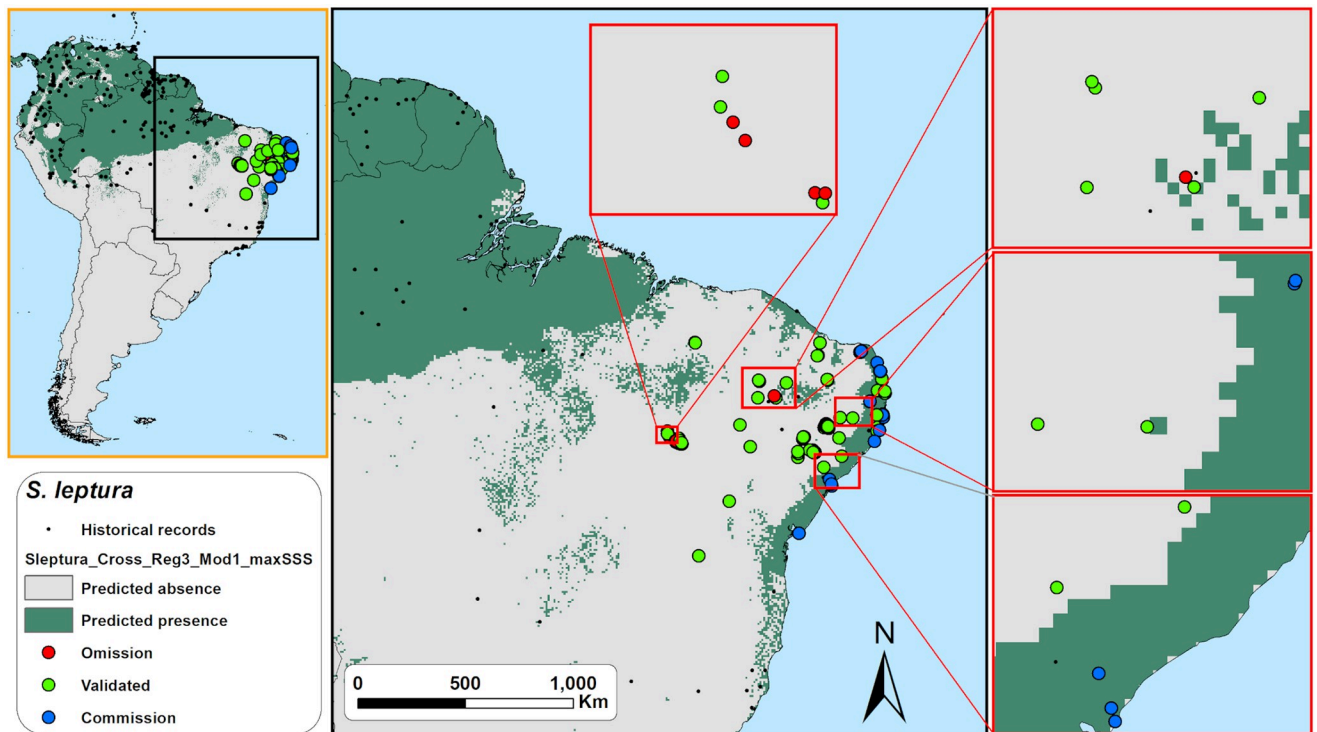 S. leptura
Historical records
Sleptura_Cross_Reg3_Mod1_maxSSS
Predicted absence
Predicted presence
Omission
Validated
Commission
0 500 1,000
Km
N